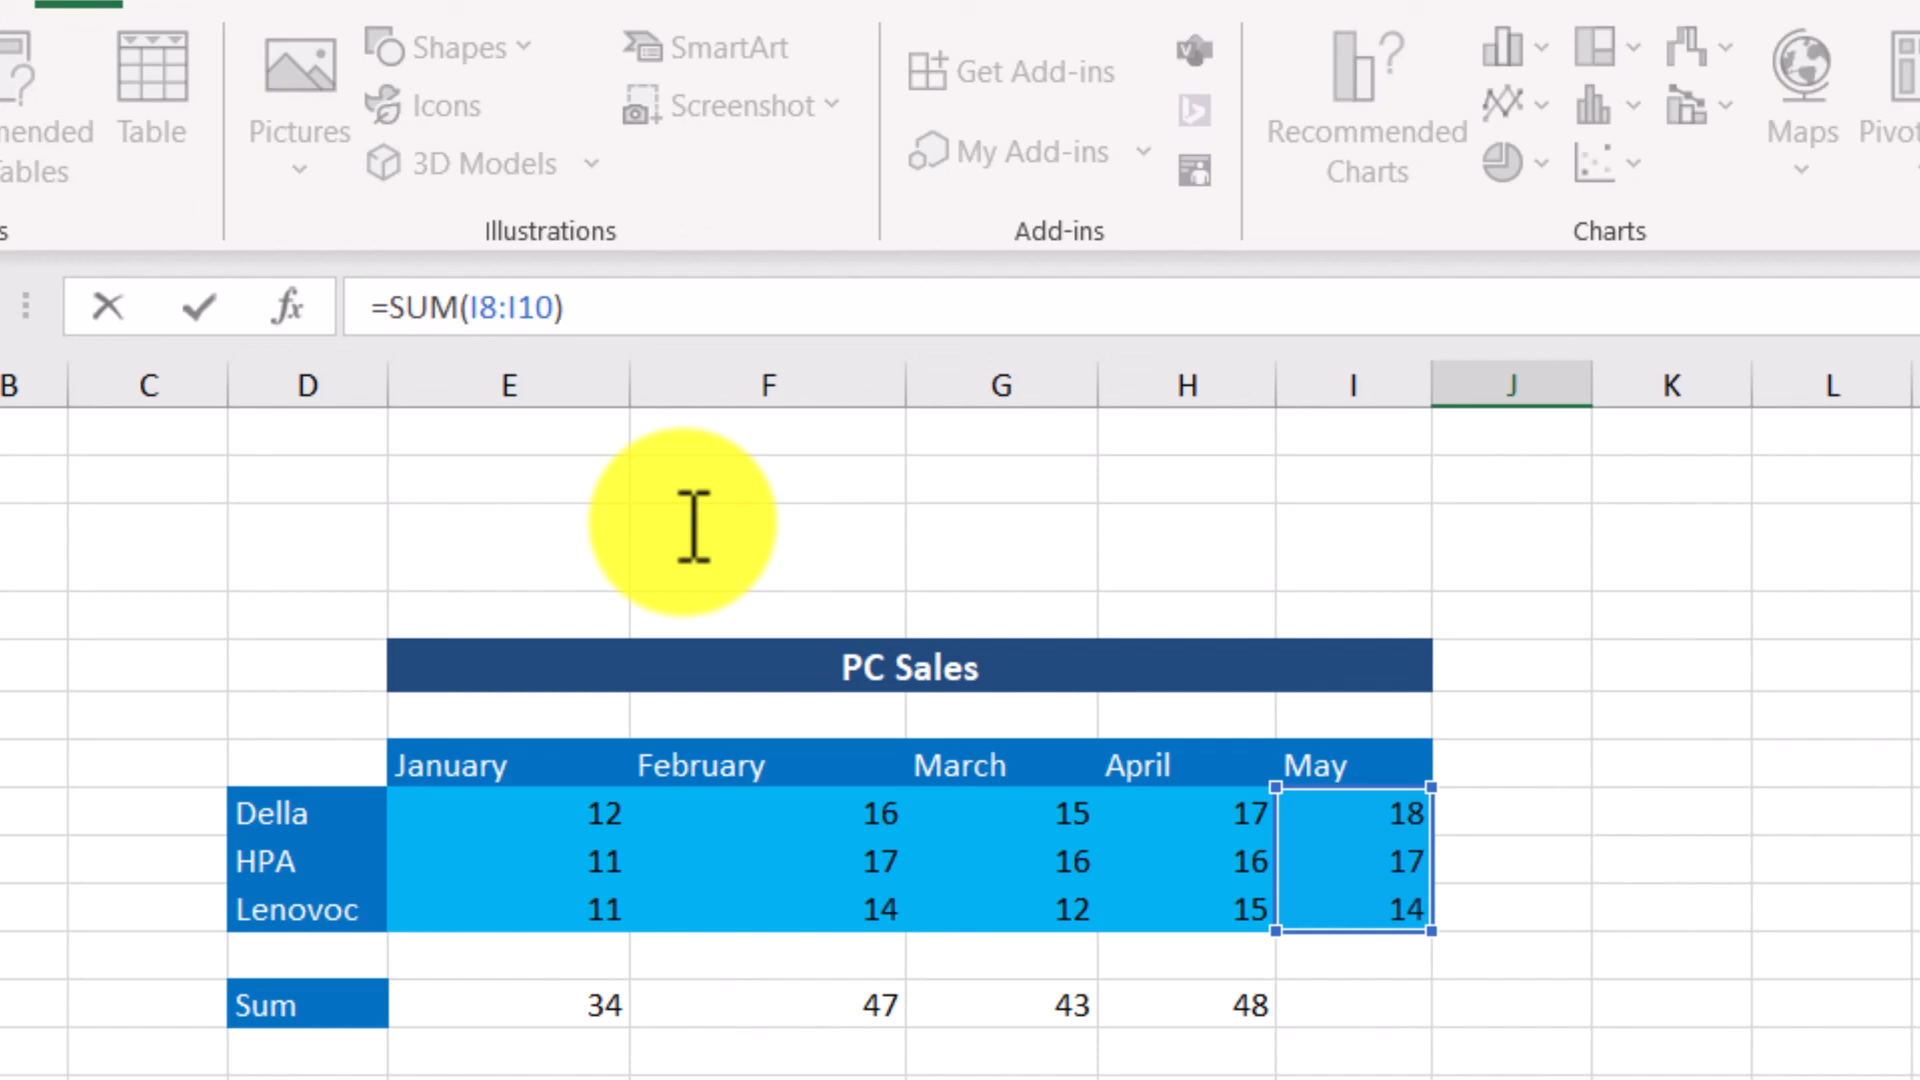 mended
ables
Table
Pictures
Shapes
Icons
3D Models
SmartArt
Screenshot
Illustrations
Get Add-ins
My Add-ins
Add-ins
Recommended
Charts
Charts
Maps
Pivot
s
=SUM(I8:I10)
fx
B C D E F G H I J K L
PC Sales
January February March April May
Della 12 16 15 17 18
HPA 11 17 16 16 17
Lenovoc 11 14 12 15 14
Sum 34 47 43 48